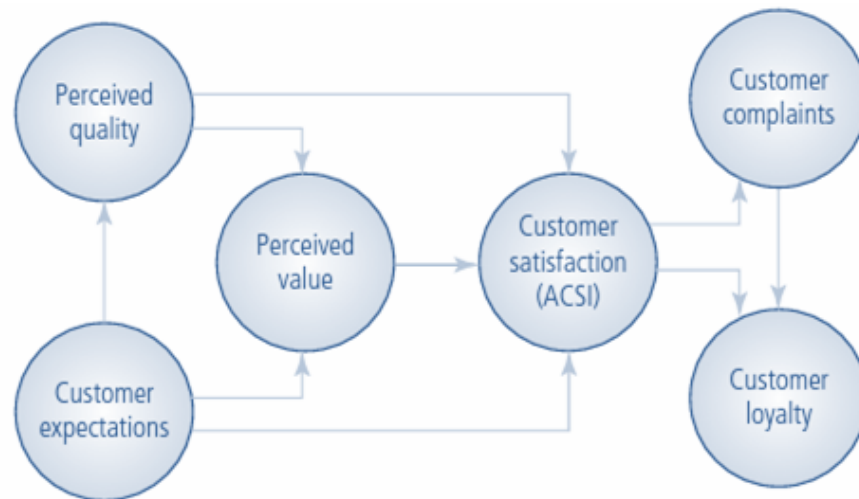 Perceived
quality
Customer
complaints
Perceived
value
Customer
satisfaction
(ACSI)
Customer
expectations
Customer
loyalty